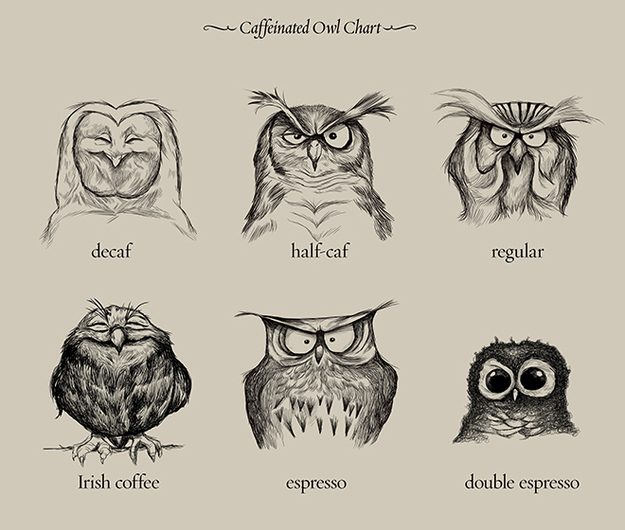 Caffeinated Owl Chart
decaf
half-caf
regular
Irish coffee
espresso
double espresso